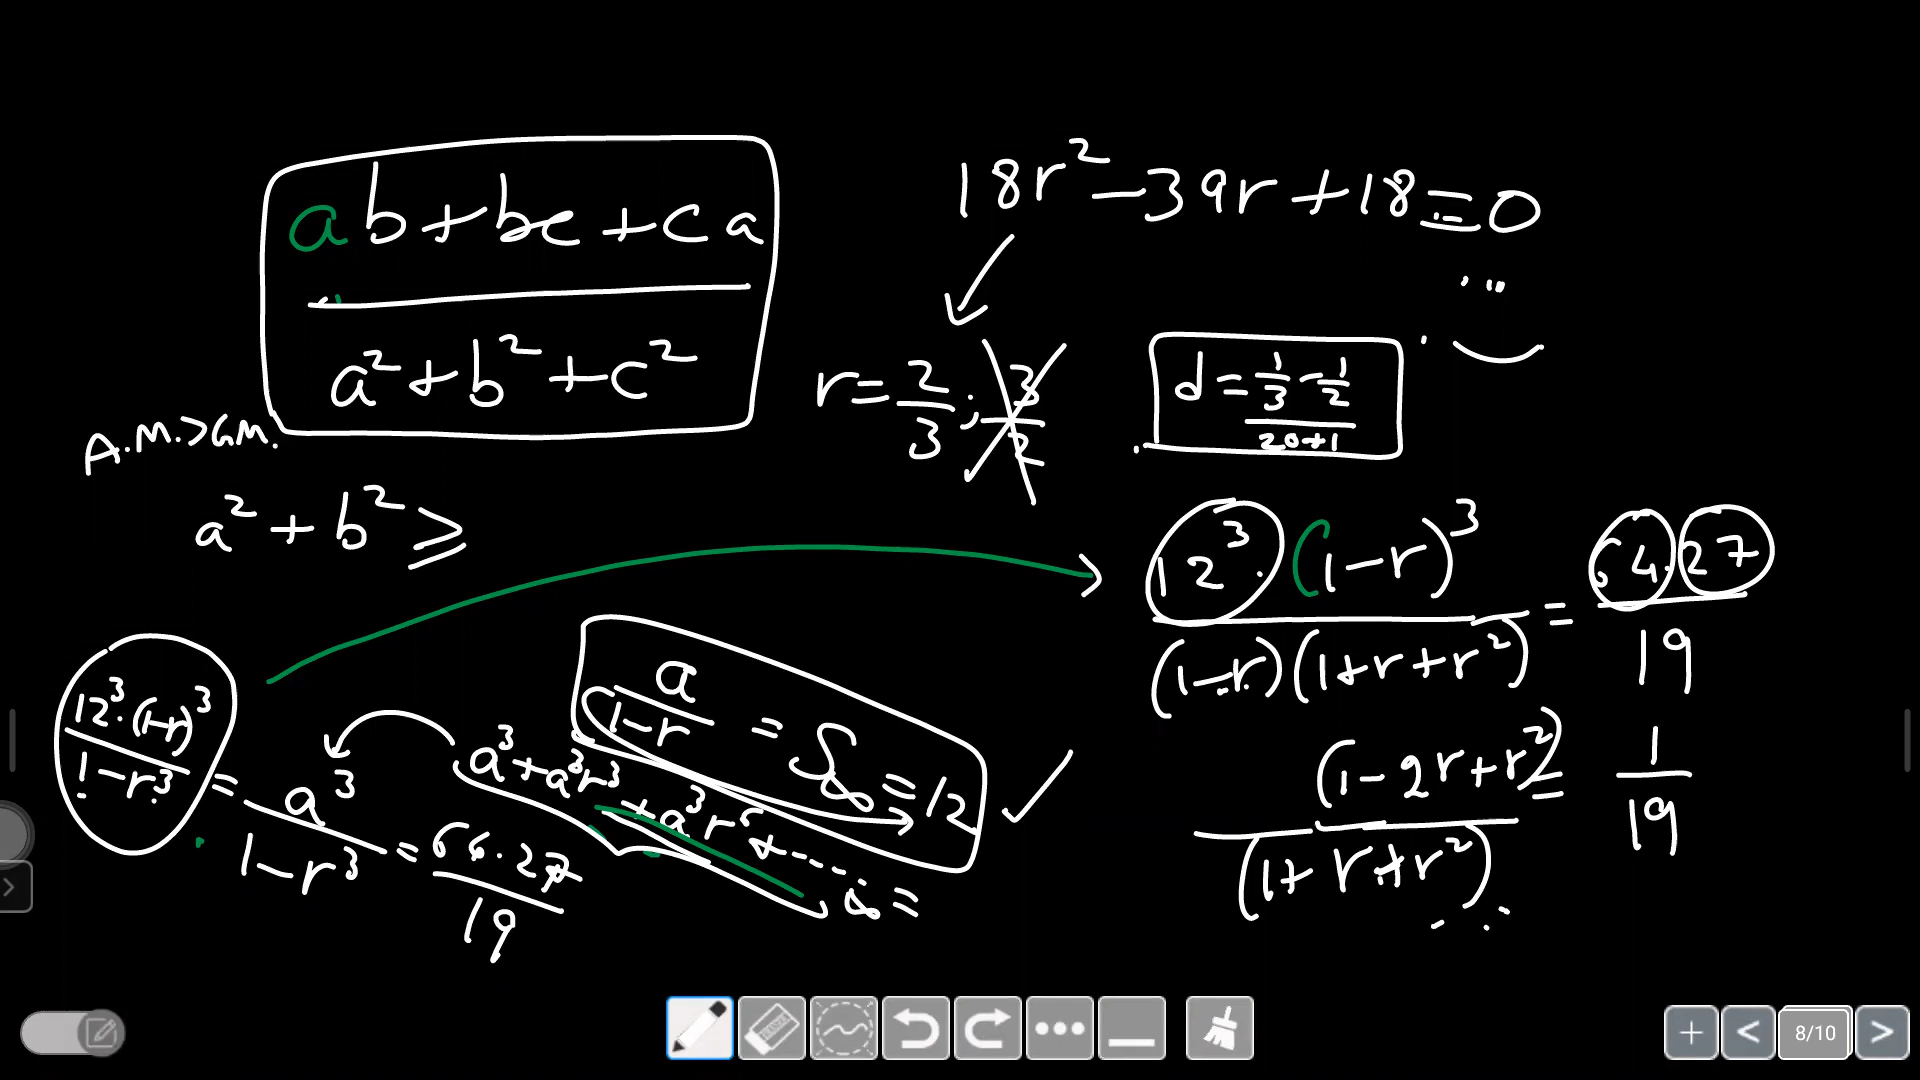 ab+bc+ca
a²+b²+c²
A.M.>G.M.
a²+b²≥
18r²-39r+18=0
r=2/3; 3/2
d=(1/3-1/2)/(20+1)
12³·(1-r)³/((1-r)(1+r+r²)) = 64·27/19
(1-2r+r²)/(1+r+r²) 1/19
a/(1-r) = S∞ = 12
12³·(1-r)³/(1-r³) = a³/(1-r³) = 64·27/19
a³+a³r³+a³r⁶+....∞=
8/10